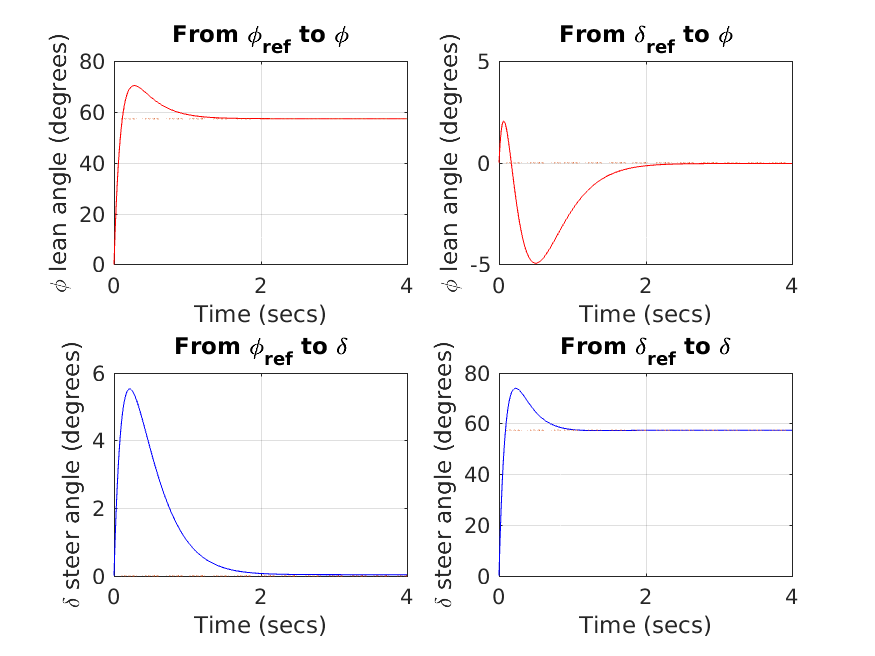 From ϕref to ϕ
ϕ lean angle (degrees)
80
60
40
20
0
0 2 4
Time (secs)
From δref to ϕ
ϕ lean angle (degrees)
5
0
-5
0 2 4
Time (secs)
From ϕref to δ
δ steer angle (degrees)
6
4
2
0
0 2 4
Time (secs)
From δref to δ
δ steer angle (degrees)
80
60
40
20
0
0 2 4
Time (secs)